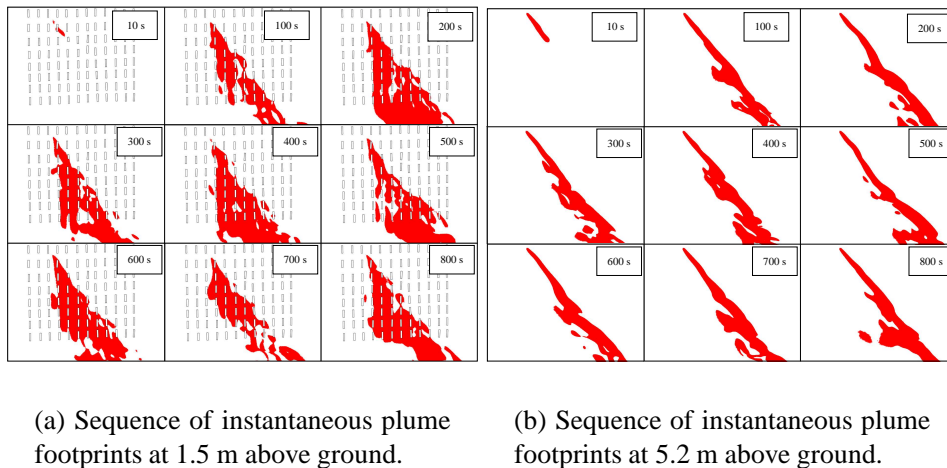 10 s
100 s
200 s
300 s
400 s
500 s
600 s
700 s
800 s
10 s
100 s
200 s
300 s
400 s
500 s
600 s
700 s
800 s
(a) Sequence of instantaneous plume
footprints at 1.5 m above ground.
(b) Sequence of instantaneous plume
footprints at 5.2 m above ground.